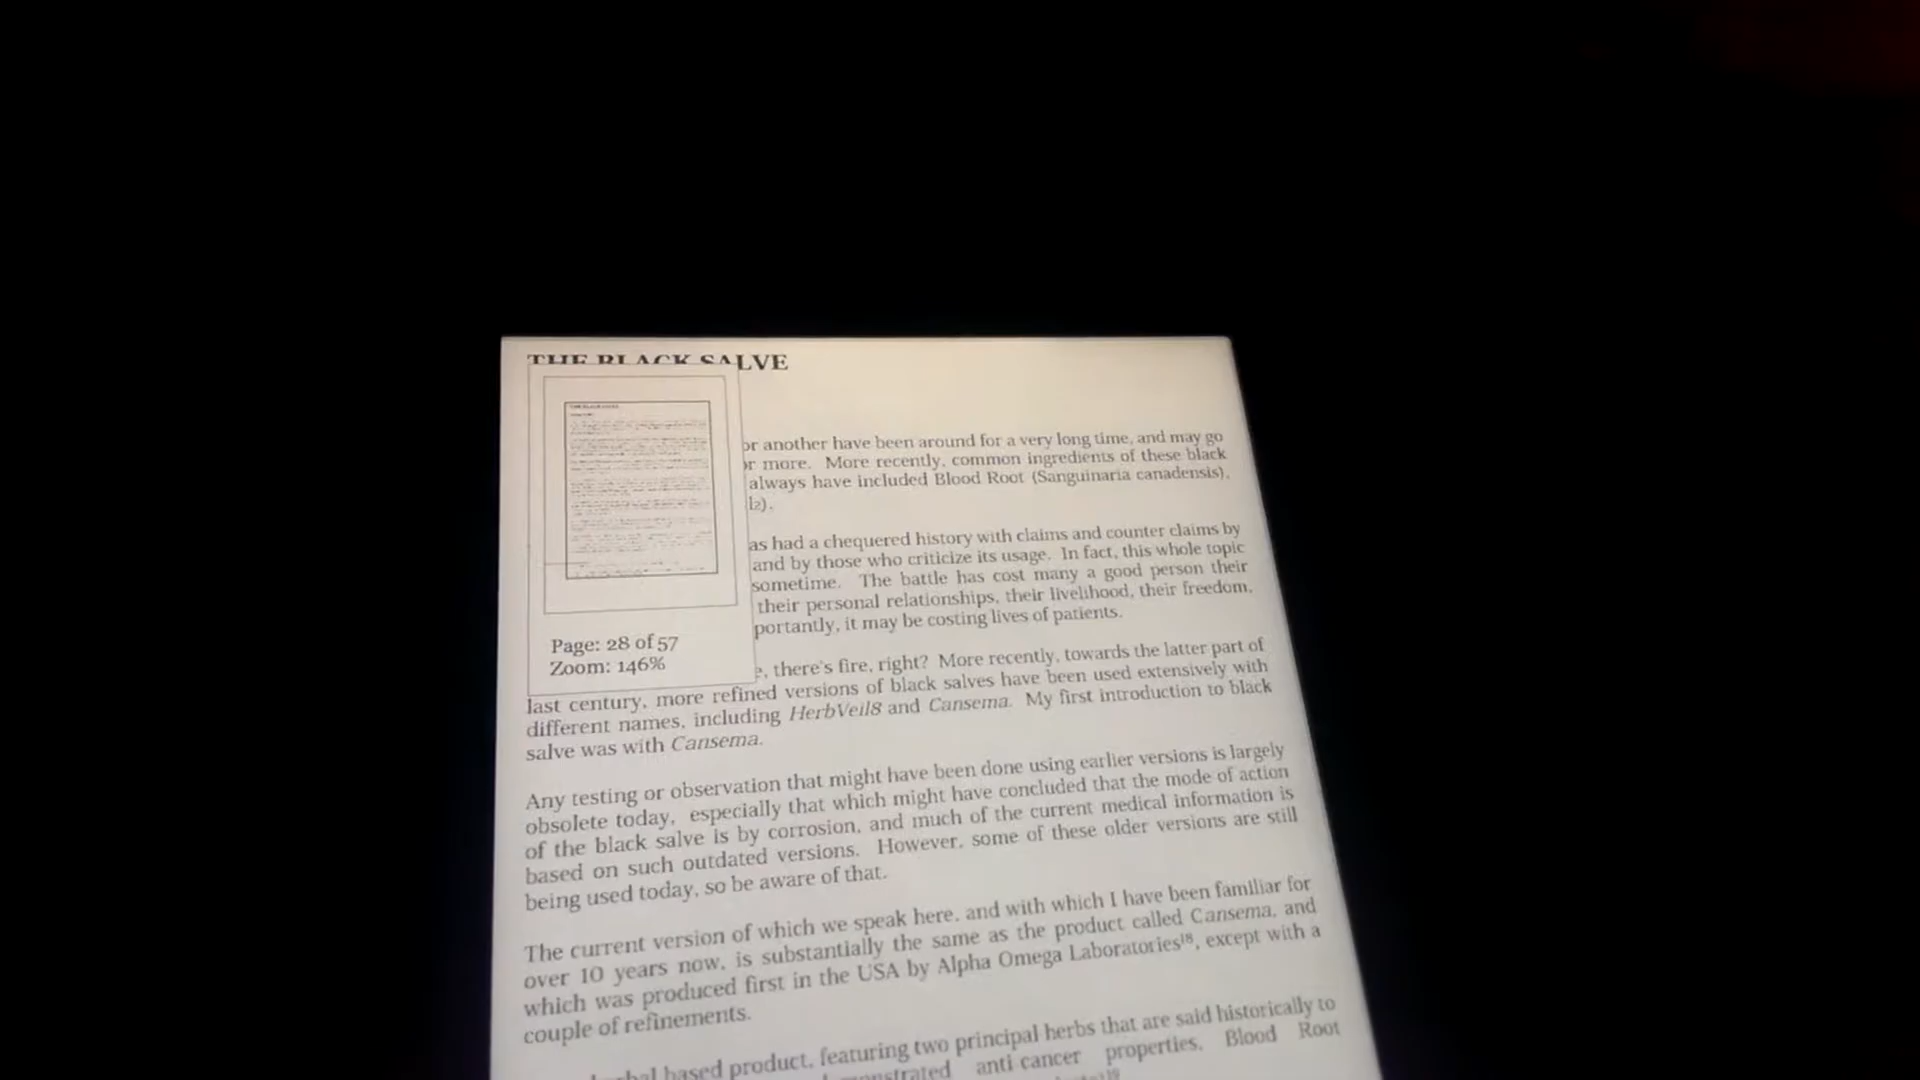 THE BLACK SALVE
or another have been around for a very long time, and may go
or more. More recently, common ingredients of these black
always have included Blood Root (Sanguinaria canadensis),
l2).
as had a chequered history with claims and counter claims by
and by those who criticize its usage. In fact, this whole topic
sometime. The battle has cost many a good person their
their personal relationships, their livelihood, their freedom,
portantly, it may be costing lives of patients.
Page: 28 of 57
Zoom: 146%
e, there's fire, right? More recently, towards the latter part of
last century, more refined versions of black salves have been used extensively with
different names, including HerbVeil8 and Cansema. My first introduction to black
salve was with Cansema.
Any testing or observation that might have been done using earlier versions is largely
obsolete today, especially that which might have concluded that the mode of action
of the black salve is by corrosion, and much of the current medical information is
based on such outdated versions. However, some of these older versions are still
being used today, so be aware of that.
The current version of which we speak here, and with which I have been familiar for
over 10 years now, is substantially the same as the product called Cansema, and
which was produced first in the USA by Alpha Omega Laboratories18, except with a
couple of refinements.
based product, featuring two principal herbs that are said historically to
anti cancer properties, Blood Root